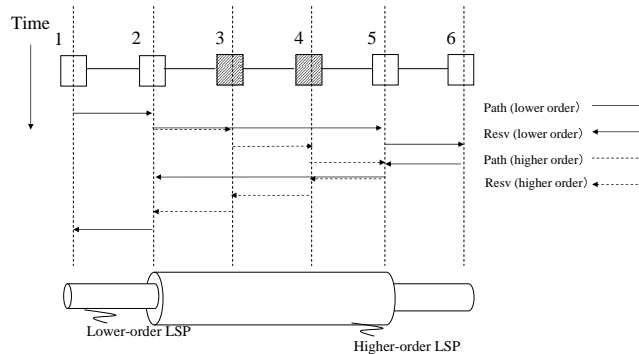 Time
1 2 3 4 5 6
Path (lower order)
Resv (lower order)
Path (higher order)
Resv (higher order)
Lower-order LSP
Higher-order LSP